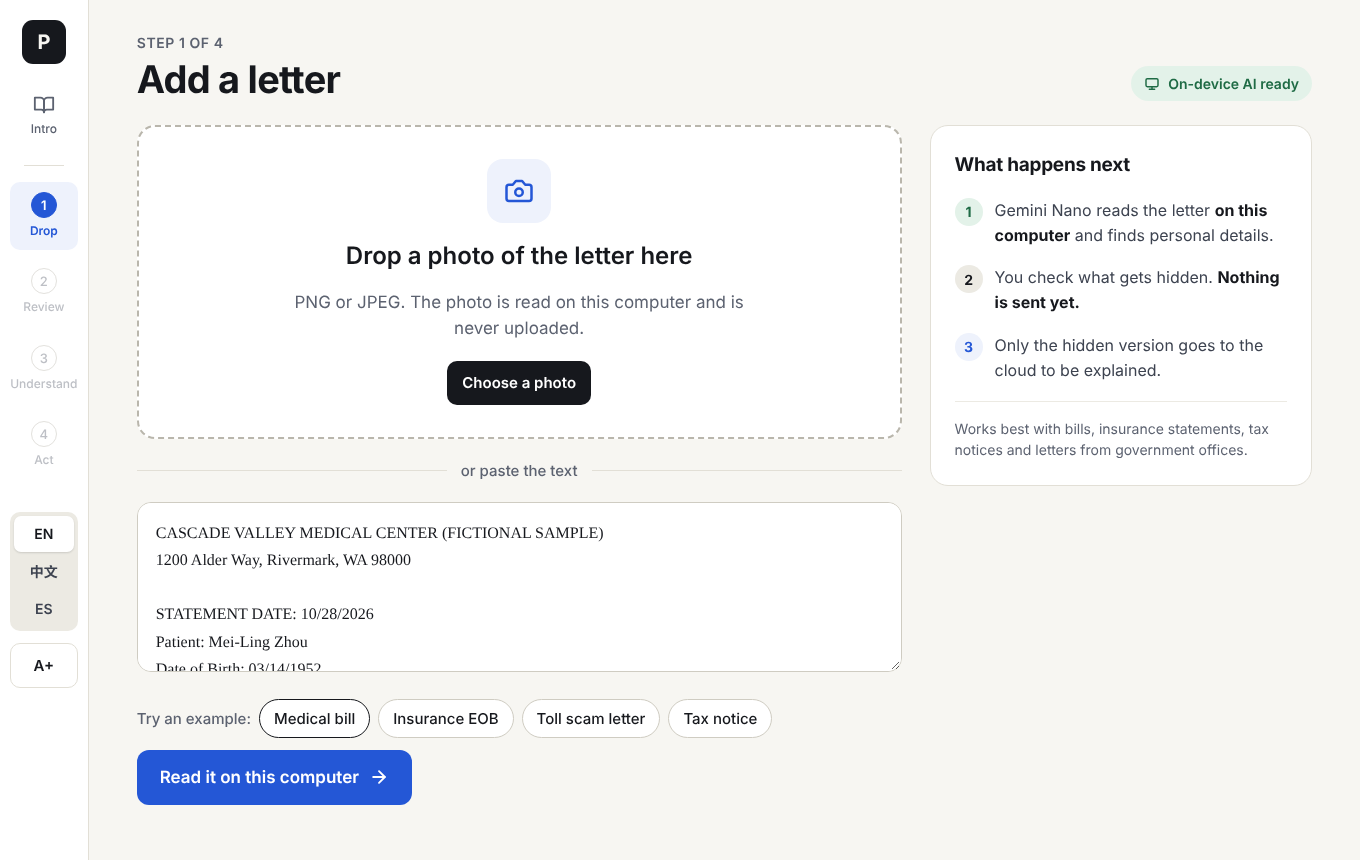 P
Intro
1
Drop
2
Review
3
Understand
4
Act
EN
中文
ES
A+
STEP 1 OF 4
Add a letter
On-device AI ready
Drop a photo of the letter here
PNG or JPEG. The photo is read on this computer and is
never uploaded.
Choose a photo
or paste the text
CASCADE VALLEY MEDICAL CENTER (FICTIONAL SAMPLE)
1200 Alder Way, Rivermark, WA 98000
STATEMENT DATE: 10/28/2026
Patient: Mei-Ling Zhou
Date of Birth: 03/14/1952
Try an example:
Medical bill
Insurance EOB
Toll scam letter
Tax notice
Read it on this computer →
What happens next
1 Gemini Nano reads the letter on this
computer and finds personal details.
2 You check what gets hidden. Nothing
is sent yet.
3 Only the hidden version goes to the
cloud to be explained.
Works best with bills, insurance statements, tax
notices and letters from government offices.